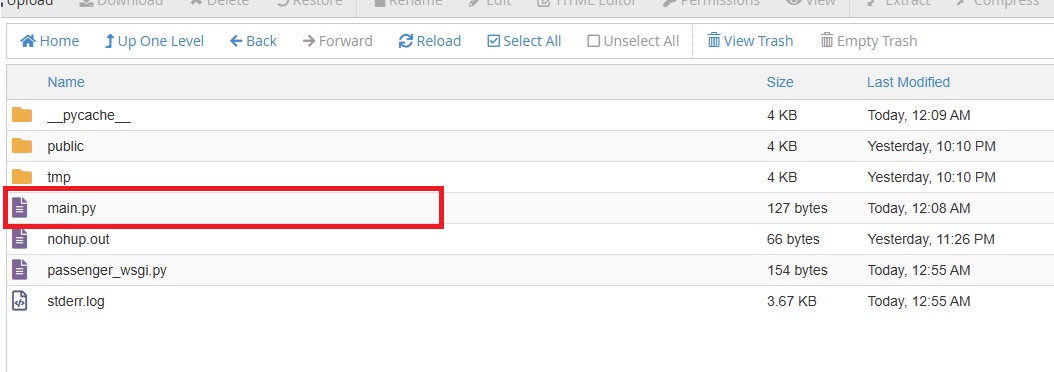 Upload Download Delete Restore Rename Edit HTML Editor Permissions View Extract Compress
Home Up One Level Back Forward Reload Select All Unselect All View Trash Empty Trash
Name Size Last Modified
__pycache__ 4 KB Today, 12:09 AM
public 4 KB Yesterday, 10:10 PM
tmp 4 KB Yesterday, 10:10 PM
main.py 127 bytes Today, 12:08 AM
nohup.out 66 bytes Yesterday, 11:26 PM
passenger_wsgi.py 154 bytes Today, 12:55 AM
stderr.log 3.67 KB Today, 12:55 AM